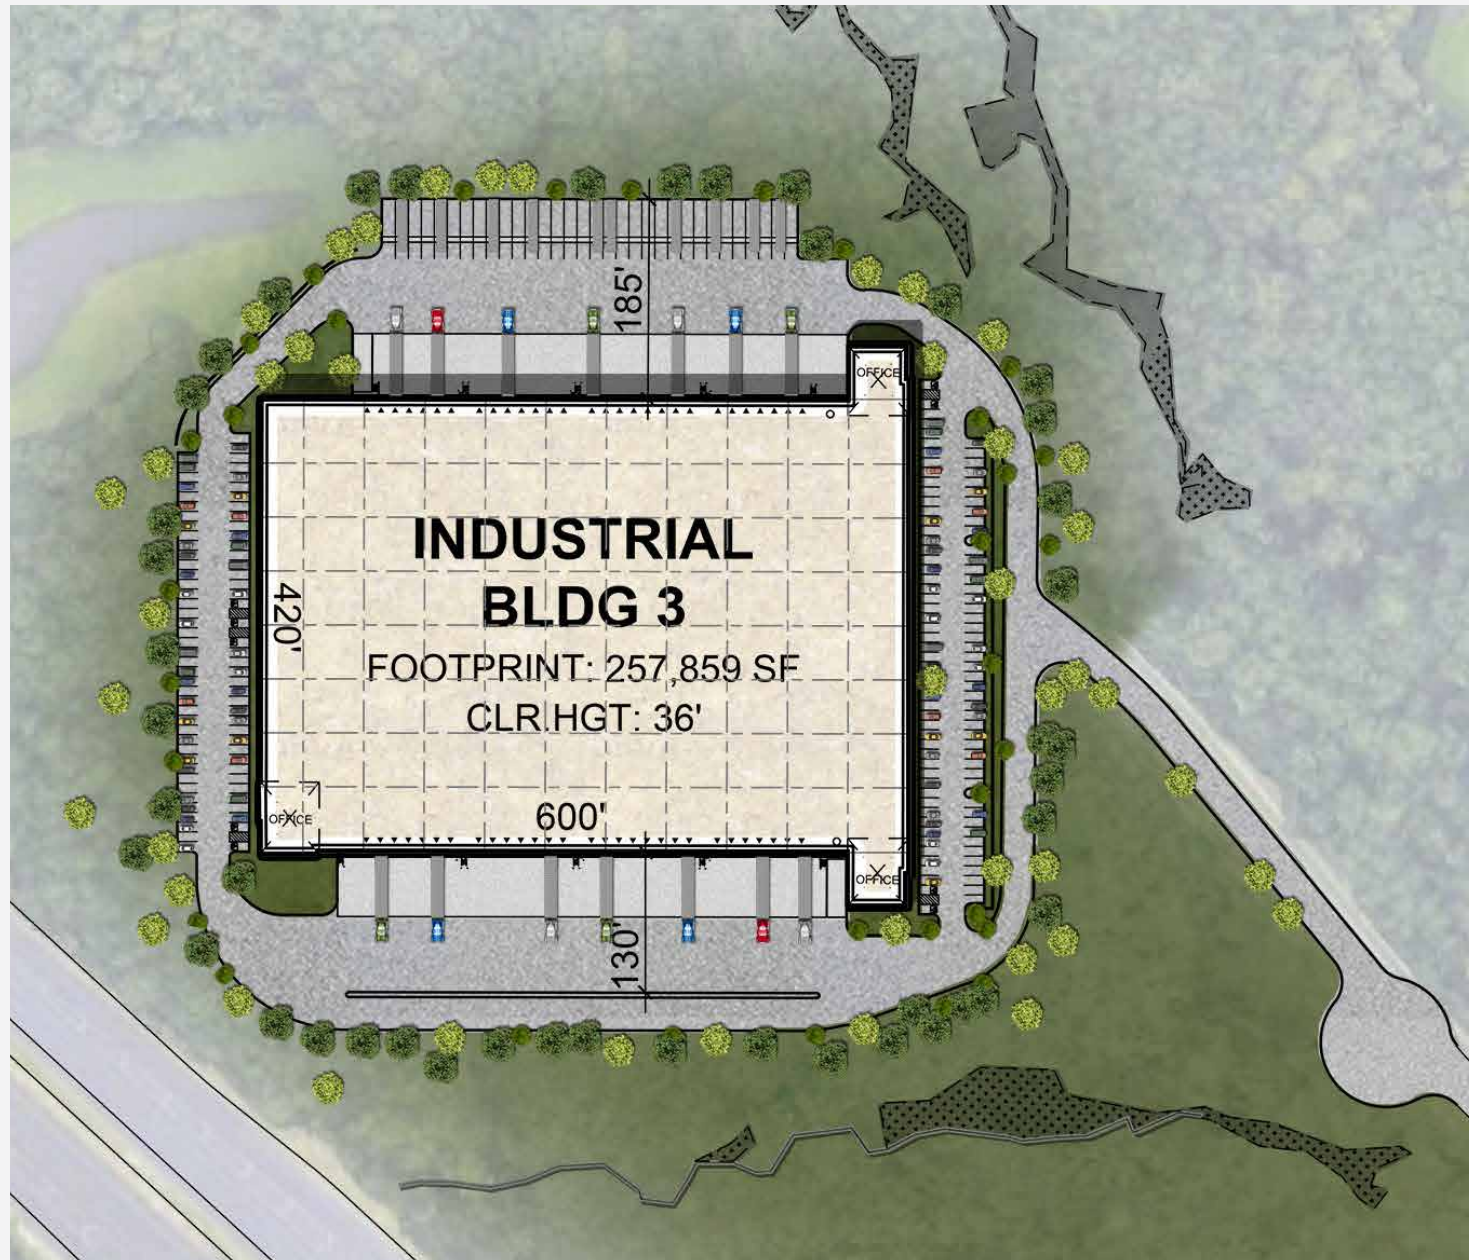 185'
OFFICE
INDUSTRIAL
BLDG 3
420'
FOOTPRINT: 257,859 SF
CLR.HGT: 36'
600'
OFFICE
OFFICE
130'